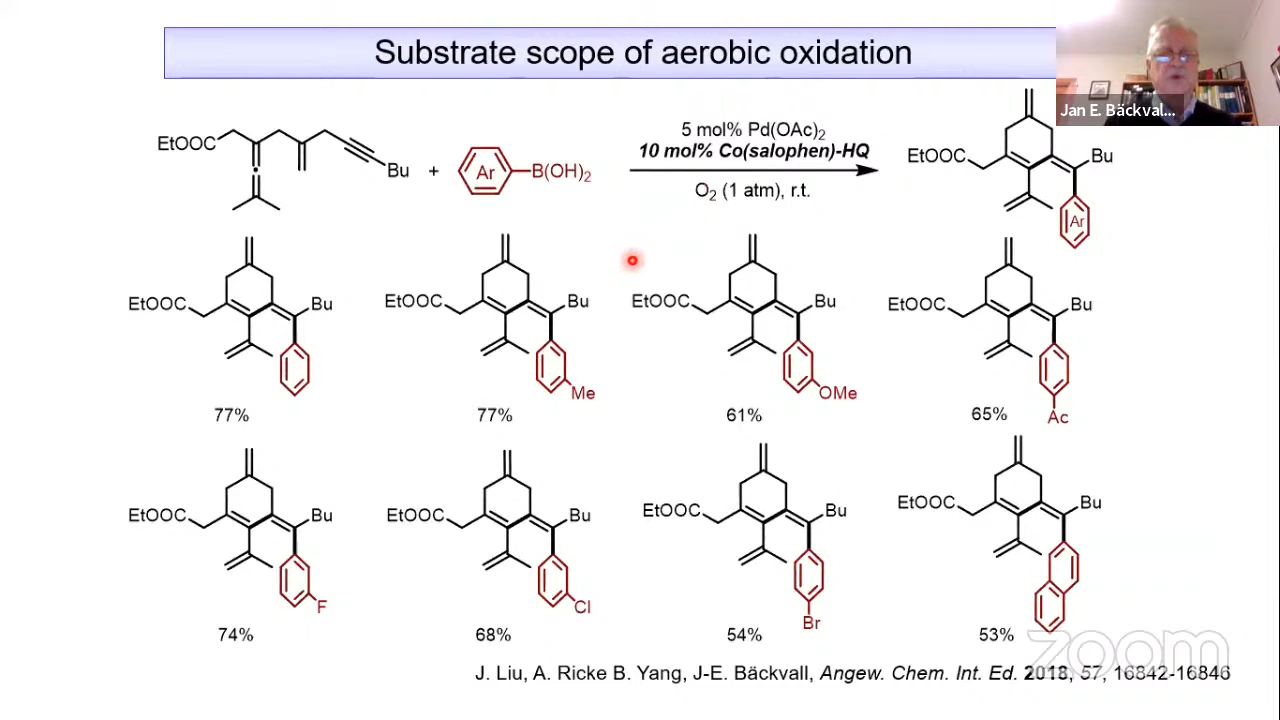 Substrate scope of aerobic oxidation
Jan E. Bäckval...
EtOOC
Bu
+
Ar
B(OH)₂
5 mol% Pd(OAc)₂
10 mol% Co(salophen)-HQ
O₂ (1 atm), r.t.
EtOOC
Bu
Ar
EtOOC
Bu
77%
EtOOC
Bu
Me
77%
EtOOC
Bu
OMe
61%
EtOOC
Bu
Ac
65%
EtOOC
Bu
F
74%
EtOOC
Bu
Cl
68%
EtOOC
Bu
Br
54%
EtOOC
Bu
53%
zoom
J. Liu, A. Ricke B. Yang, J-E. Bäckvall, Angew. Chem. Int. Ed. 2018, 57, 16842-16846